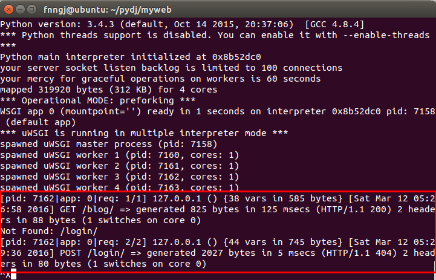 fnngj@ubuntu: ~/pydj/myweb
Python version: 3.4.3 (default, Oct 14 2015, 20:37:06)  [GCC 4.8.4]
*** Python threads support is disabled. You can enable it with --enable-threads
***
Python main interpreter initialized at 0x8b52dc0
your server socket listen backlog is limited to 100 connections
your mercy for graceful operations on workers is 60 seconds
mapped 319920 bytes (312 KB) for 4 cores
*** Operational MODE: preforking ***
WSGI app 0 (mountpoint='') ready in 1 seconds on interpreter 0x8b52dc0 pid: 7158
(default app)
*** uWSGI is running in multiple interpreter mode ***
spawned uWSGI master process (pid: 7158)
spawned uWSGI worker 1 (pid: 7160, cores: 1)
spawned uWSGI worker 2 (pid: 7161, cores: 1)
spawned uWSGI worker 3 (pid: 7162, cores: 1)
spawned uWSGI worker 4 (pid: 7163, cores: 1)
[pid: 7162|app: 0|req: 1/1] 127.0.0.1 () {38 vars in 585 bytes} [Sat Mar 12 05:2
6:58 2016] GET /blog/ => generated 825 bytes in 125 msecs (HTTP/1.1 200) 2 heade
rs in 88 bytes (1 switches on core 0)
Not Found: /login/
[pid: 7162|app: 0|req: 2/2] 127.0.0.1 () {44 vars in 745 bytes} [Sat Mar 12 05:2
9:36 2016] POST /login/ => generated 2027 bytes in 5 msecs (HTTP/1.1 404) 2 head
ers in 80 bytes (1 switches on core 0)
^X